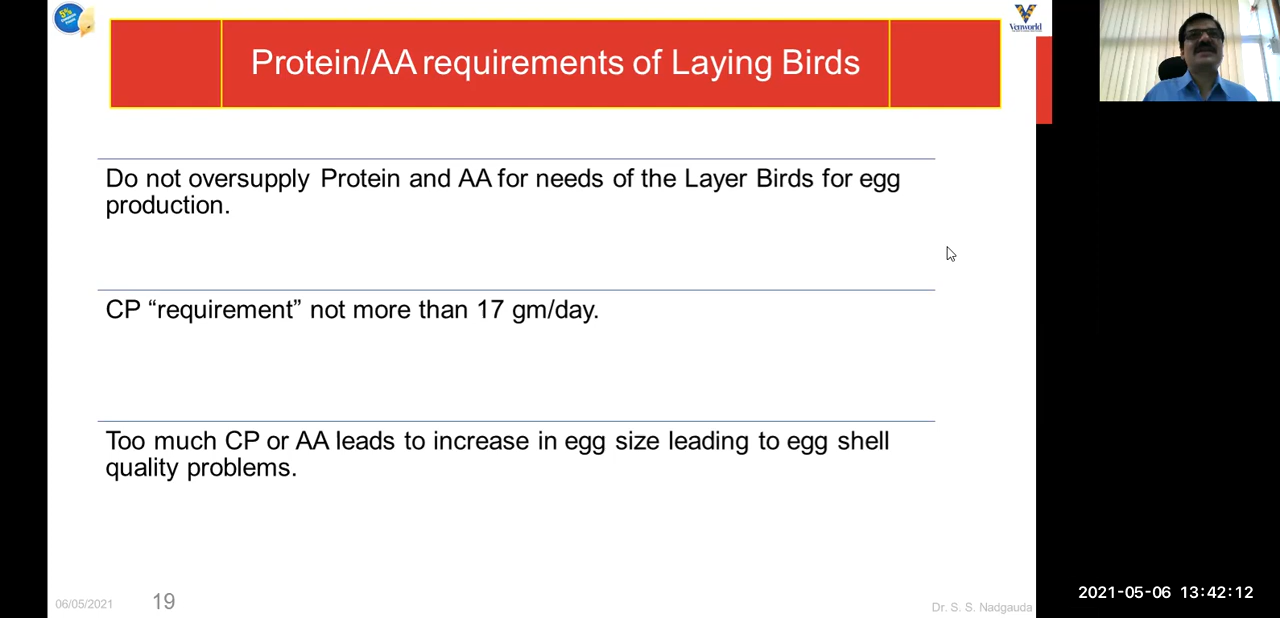 5%
Venworld
Protein/AA requirements of Laying Birds
Do not oversupply Protein and AA for needs of the Layer Birds for egg
production.
CP “requirement” not more than 17 gm/day.
Too much CP or AA leads to increase in egg size leading to egg shell
quality problems.
06/05/2021
19
Dr. S. S. Nadgauda
2021-05-06 13:42:12